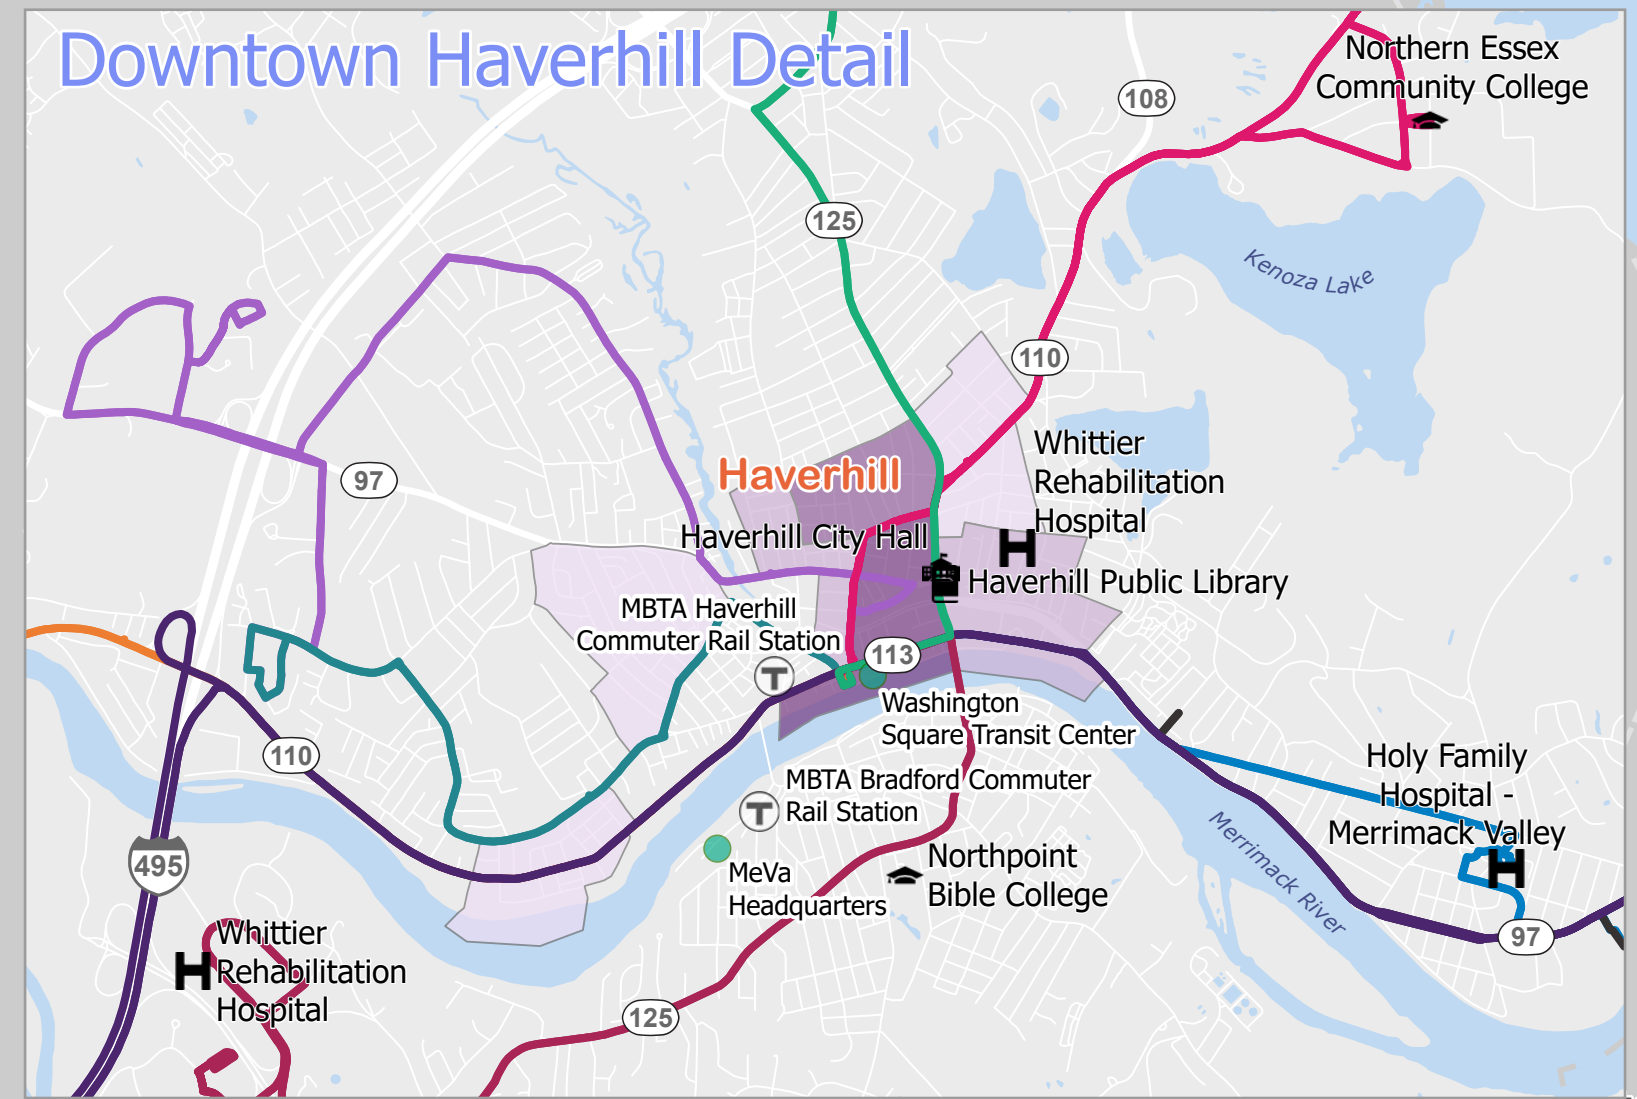 Downtown Haverhill Detail
Northern Essex
Community College
108
125
Kenoza Lake
110
Whittier
Rehabilitation
Hospital
Haverhill
97
Haverhill City Hall
Haverhill Public Library
MBTA Haverhill
Commuter Rail Station
T
113
H
Washington
Square Transit Center
110
MBTA Bradford Commuter
Rail Station
T
Holy Family
Hospital -
Merrimack Valley
H
Merrimack River
495
MeVa
Headquarters
Northpoint
Bible College
97
Whittier
Rehabilitation
Hospital
H
125